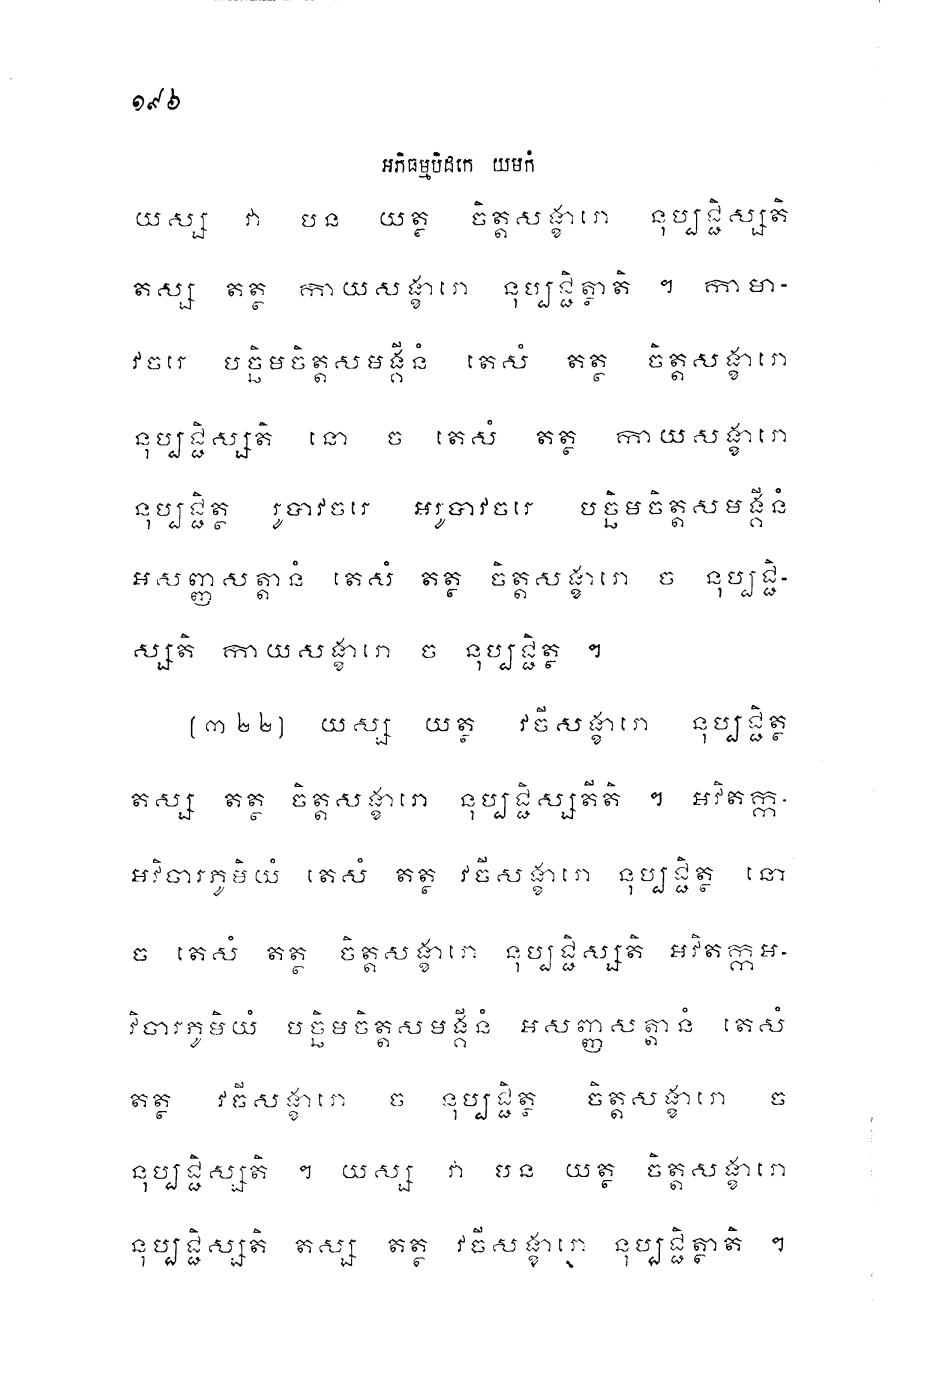 ១៩៦
អភិធម្មបិដកេ យមកំ
យស្ស វា បន យត្ថ ចិត្តសង្ខារោ នុប្បជ្ជិស្សតិ
តស្ស តត្ថ កាយសង្ខារោ នុប្បជ្ជិត្ថាតិ ។ កាមា-
វចរេ បច្ឆិមចិត្តសមង្គីនំ តេសំ តត្ថ ចិត្តសង្ខារោ
នុប្បជ្ជិស្សតិ នោ ច តេសំ តត្ថ កាយសង្ខារោ
នុប្បជ្ជិត្ថ រូបាវចរេ អរូបាវចរេ បច្ឆិមចិត្តសមង្គីនំ
អសញ្ញសត្តានំ តេសំ តត្ថ ចិត្តសង្ខារោ ច នុប្បជ្ជិ-
ស្សតិ កាយសង្ខារោ ច នុប្បជ្ជិត្ថ ។
[៣២២] យស្ស យត្ថ វចីសង្ខារោ នុប្បជ្ជិត្ថ
តស្ស តត្ថ ចិត្តសង្ខារោ នុប្បជ្ជិស្សតីតិ ។ អវិតក្ក-
អវិចារភូមិយំ តេសំ តត្ថ វចីសង្ខារោ នុប្បជ្ជិត្ថ នោ
ច តេសំ តត្ថ ចិត្តសង្ខារោ នុប្បជ្ជិស្សតិ អវិតក្កអ-
វិចារភូមិយំ បច្ឆិមចិត្តសមង្គីនំ អសញ្ញសត្តានំ តេសំ
តត្ថ វចីសង្ខារោ ច នុប្បជ្ជិត្ថ ចិត្តសង្ខារោ ច
នុប្បជ្ជិស្សតិ ។ យស្ស វា បន យត្ថ ចិត្តសង្ខារោ
នុប្បជ្ជិស្សតិ តស្ស តត្ថ វចីសង្ខារោ នុប្បជ្ជិត្ថាតិ ។